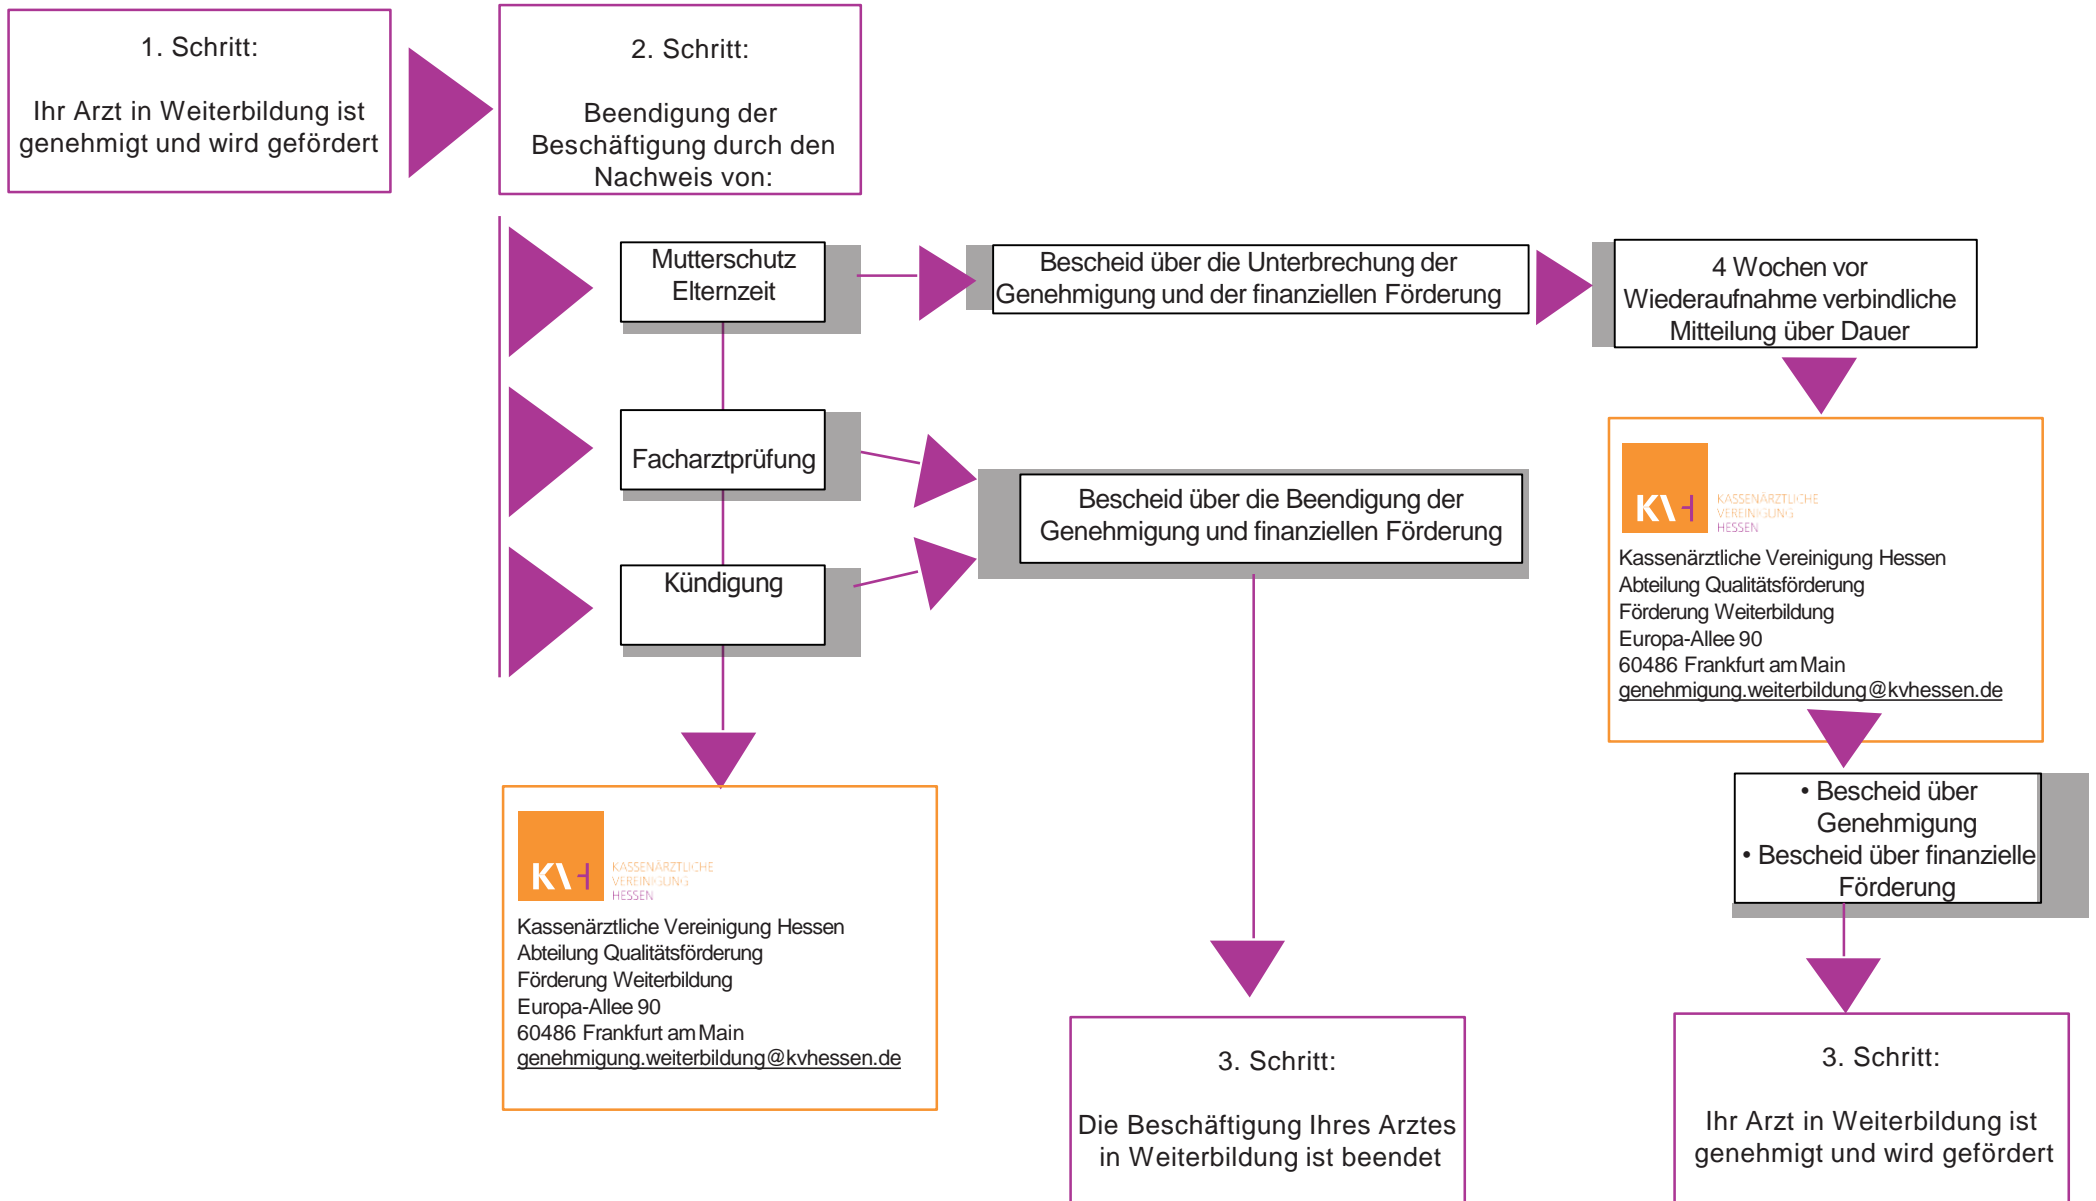 1. Schritt:
Ihr Arzt in Weiterbildung ist
genehmigt und wird gefördert
2. Schritt:
Beendigung der
Beschäftigung durch den
Nachweis von:
Mutterschutz
Elternzeit
Bescheid über die Unterbrechung der
Genehmigung und der finanziellen Förderung
4 Wochen vor
Wiederaufnahme verbindliche
Mitteilung über Dauer
Facharztprüfung
Kündigung
Bescheid über die Beendigung der
Genehmigung und finanziellen Förderung
KVH
KASSENÄRZTLICHE
VEREINIGUNG
HESSEN
Kassenärztliche Vereinigung Hessen
Abteilung Qualitätsförderung
Förderung Weiterbildung
Europa-Allee 90
60486 Frankfurt am Main
genehmigung.weiterbildung@kvhessen.de
• Bescheid über
Genehmigung
• Bescheid über finanzielle
Förderung
KVH
KASSENÄRZTLICHE
VEREINIGUNG
HESSEN
Kassenärztliche Vereinigung Hessen
Abteilung Qualitätsförderung
Förderung Weiterbildung
Europa-Allee 90
60486 Frankfurt am Main
genehmigung.weiterbildung@kvhessen.de
3. Schritt:
Die Beschäftigung Ihres Arztes
in Weiterbildung ist beendet
3. Schritt:
Ihr Arzt in Weiterbildung ist
genehmigt und wird gefördert